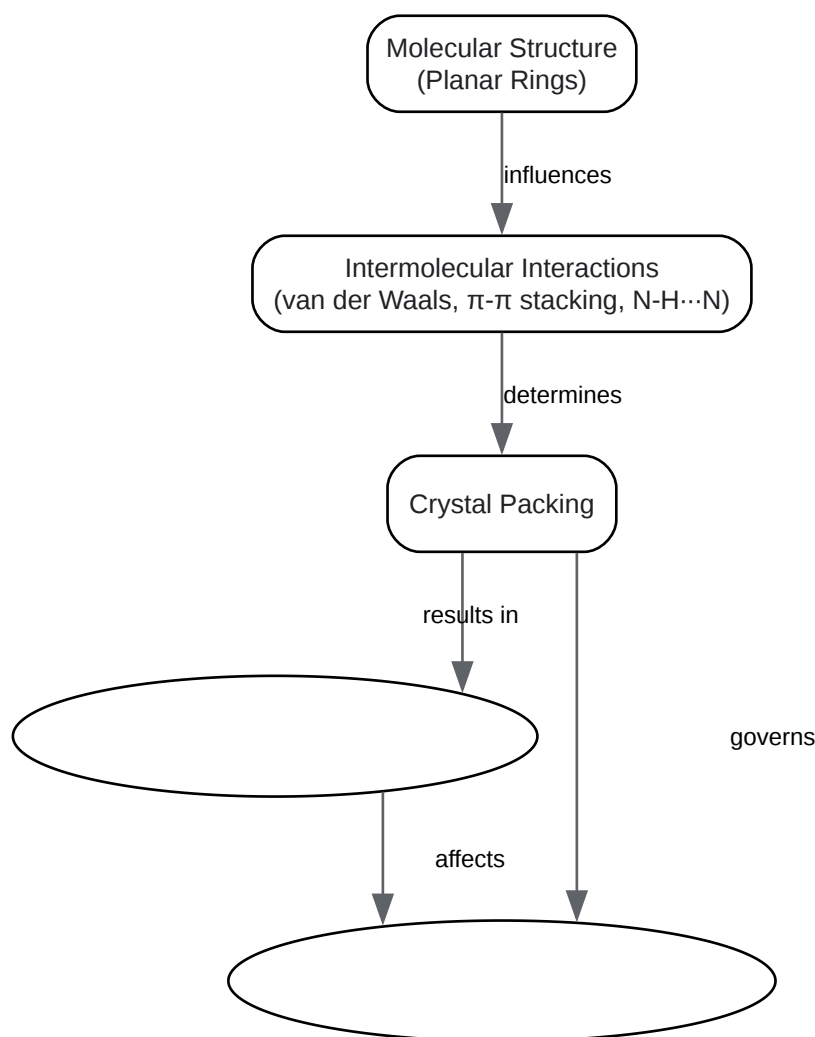 Molecular Structure
(Planar Rings)
influences
Intermolecular Interactions
(van der Waals, π-π stacking, N-H···N)
determines
Crystal Packing
results in
governs
affects